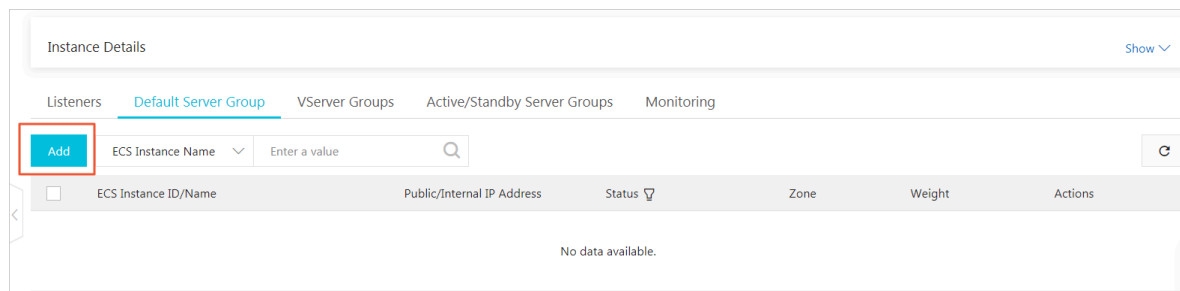 Instance Details
Show
Listeners Default Server Group VServer Groups Active/Standby Server Groups Monitoring
Add ECS Instance Name Enter a value
ECS Instance ID/Name Public/Internal IP Address Status Zone Weight Actions
No data available.